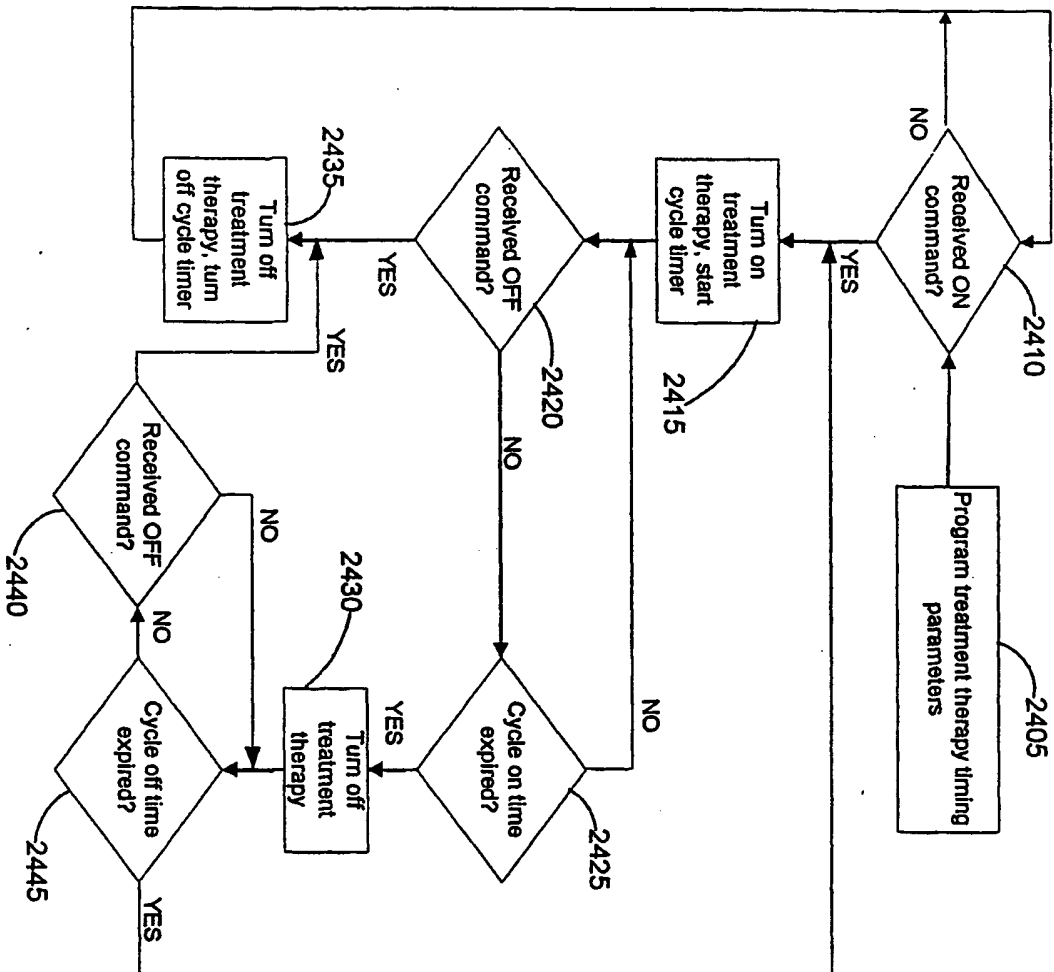 Program treatment therapy timing
parameters
2405
Received ON
command?
2410
NO
YES
Turn on
treatment
therapy, start
cycle timer
2415
Received OFF
command?
2420
NO
YES
Cycle on time
expired?
2425
NO
YES
Turn off
treatment
therapy
2430
Turn off
treatment
therapy, turn
off cycle timer
2435
YES
Received OFF
command?
2440
NO
NO
Cycle off time
expired?
2445
YES